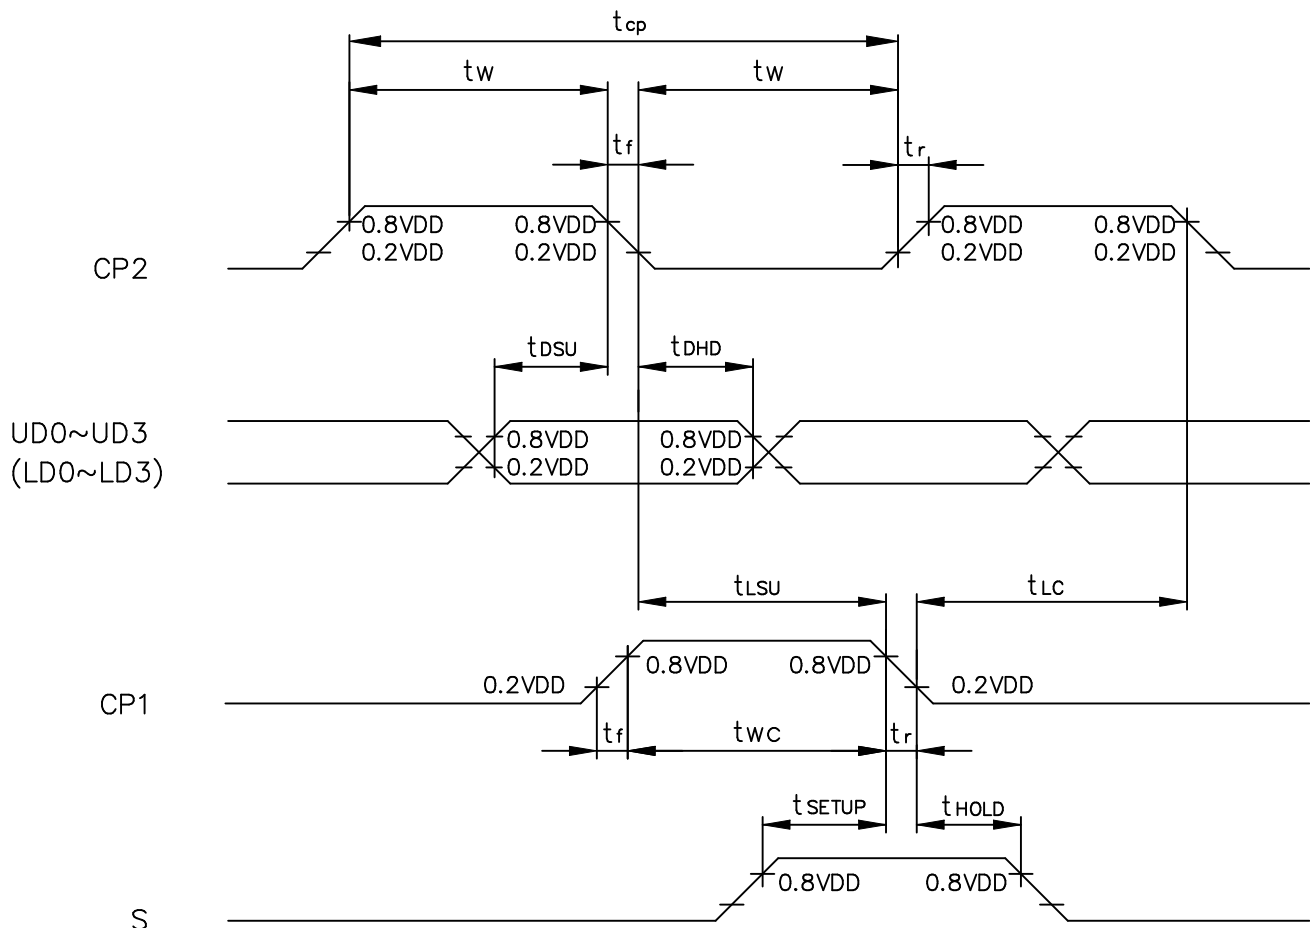 tcp
tw tw
tf tr
0.8VDD 0.8VDD 0.8VDD 0.8VDD
CP2 0.2VDD 0.2VDD 0.2VDD 0.2VDD
tDSU tDHD
UD0~UD3 0.8VDD 0.8VDD
(LD0~LD3) 0.2VDD 0.2VDD
tLSU tLC
0.8VDD 0.8VDD
CP1 0.2VDD 0.2VDD
tf twc tr
tSETUP tHOLD
0.8VDD 0.8VDD
S